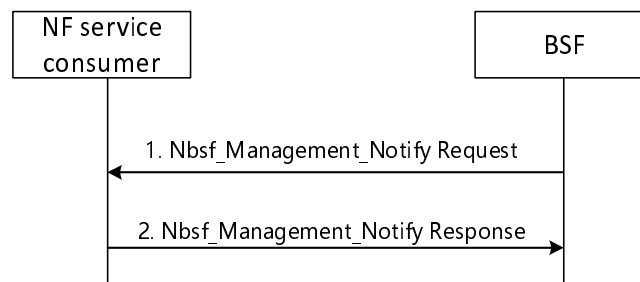 NF service
consumer
BSF
1. Nbsf_Management_Notify Request
2. Nbsf_Management_Notify Response